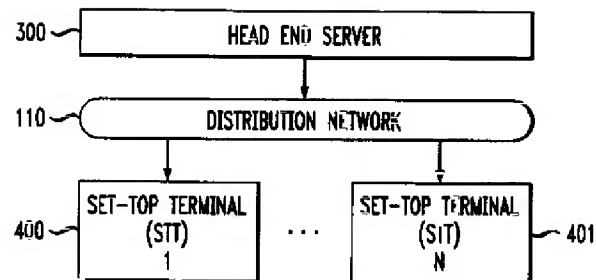 300 HEAD END SERVER
110 DISTRIBUTION NETWORK
SET-TOP TERMINAL SET-TOP TERMINAL
400 (STT) ... (STT) 401
1 N